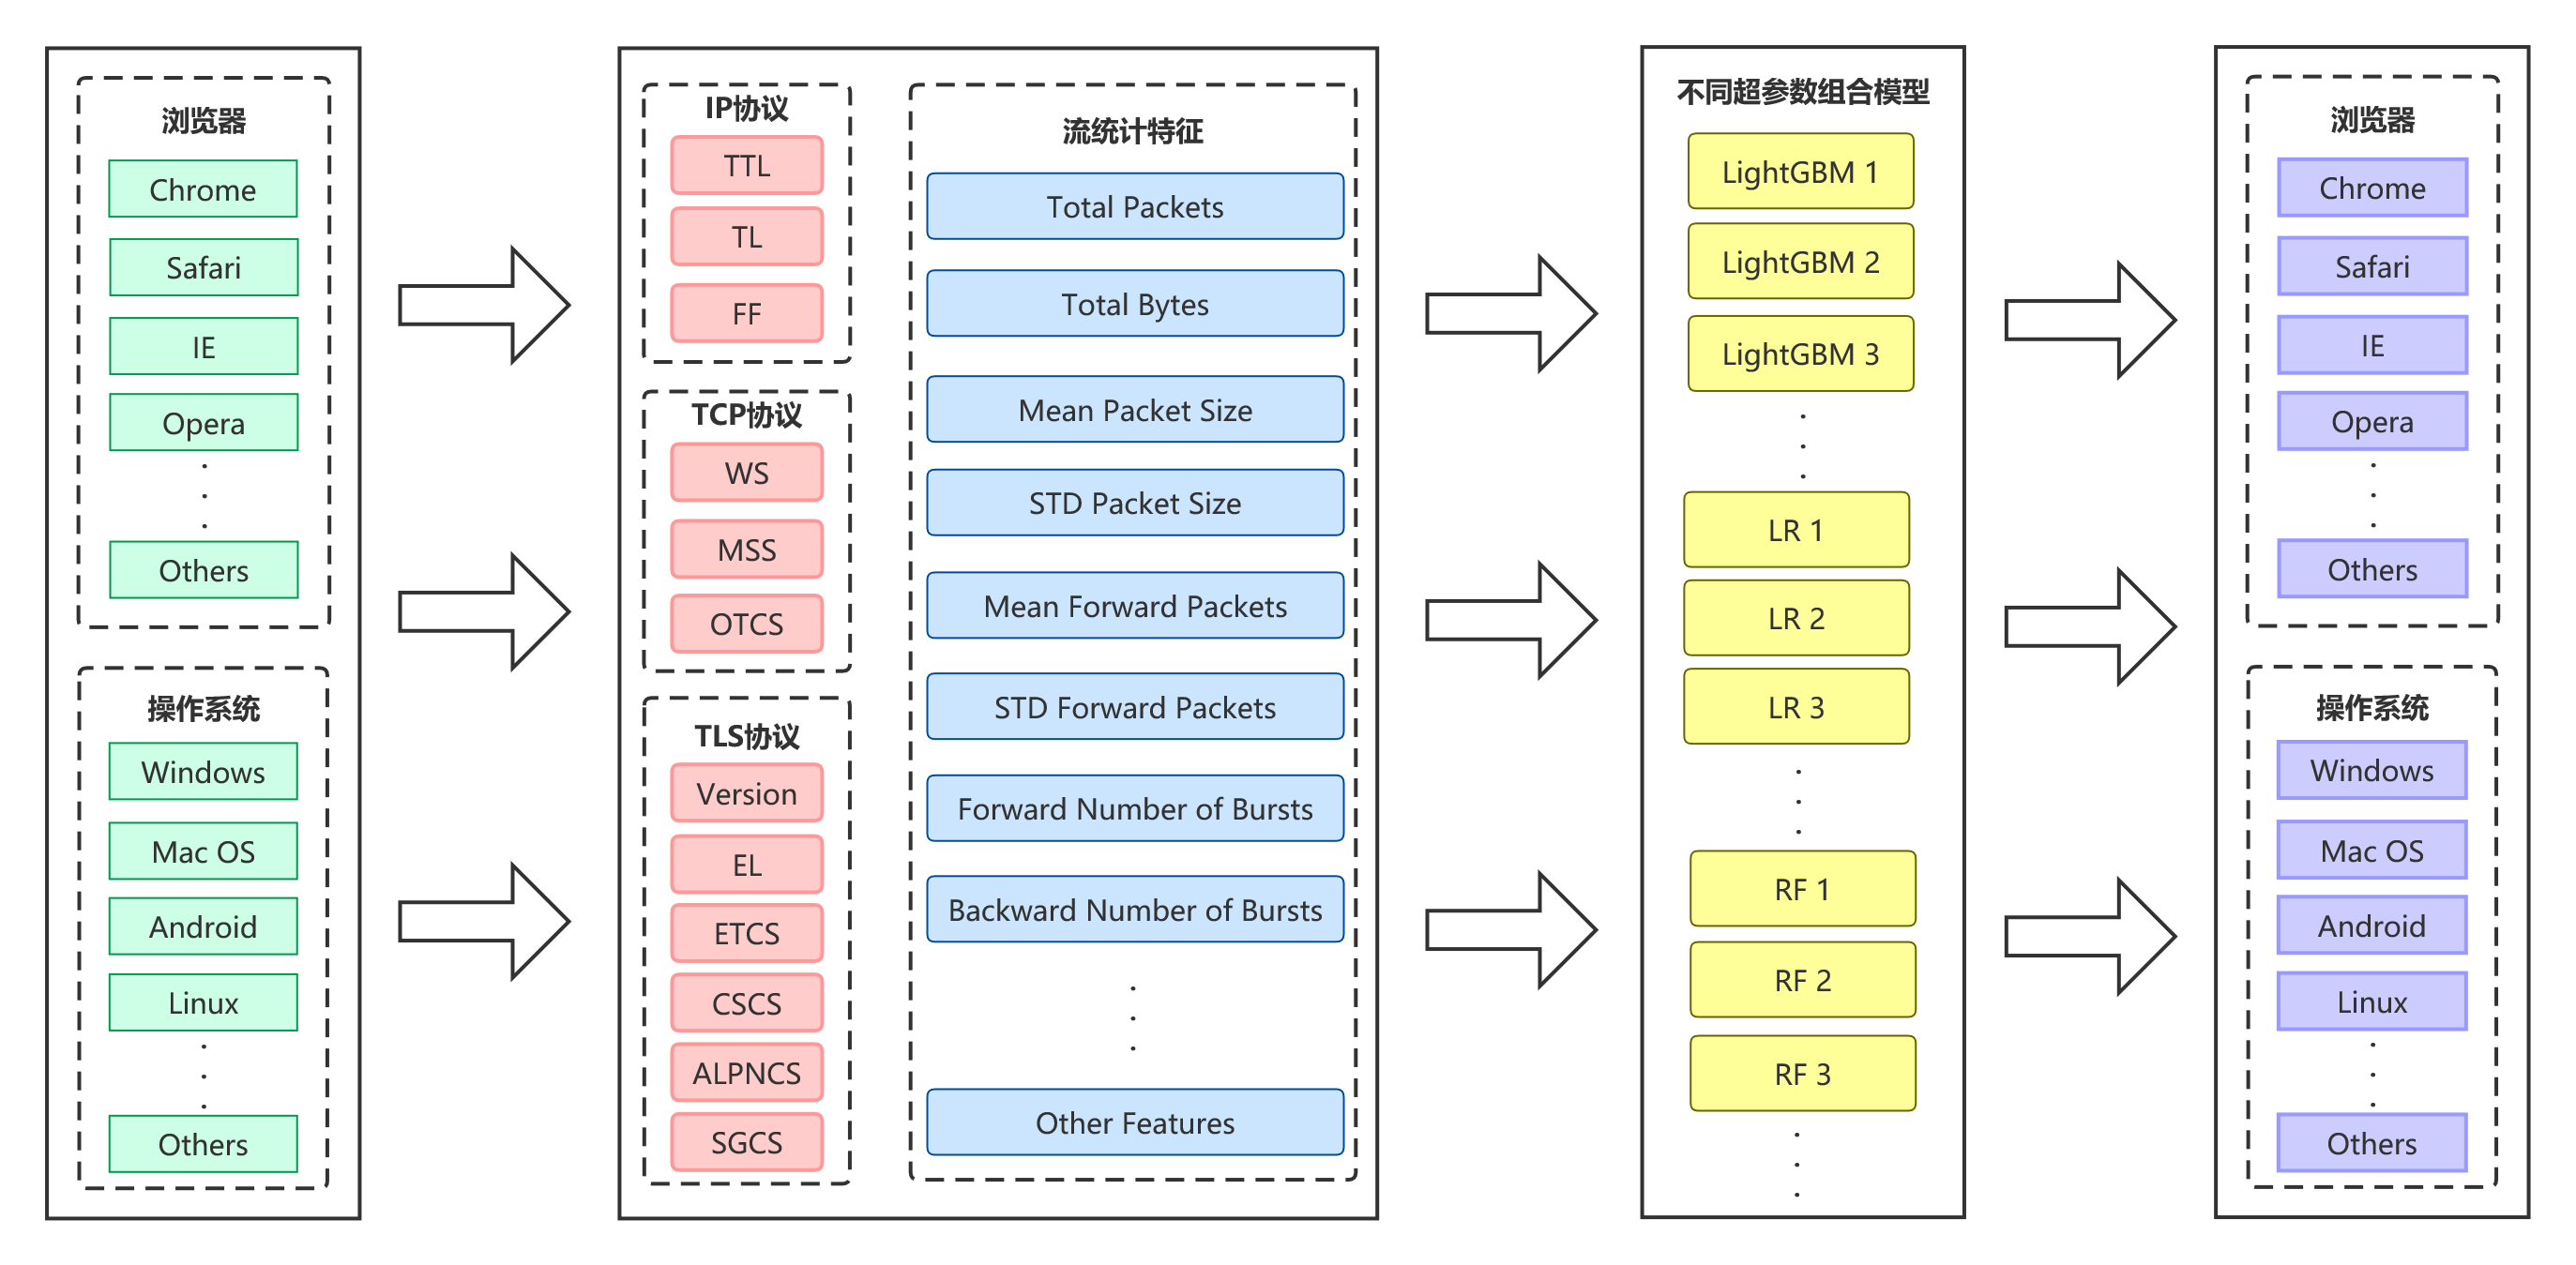 浏览器
Chrome
Safari
IE
Opera
Others
操作系统
Windows
Mac OS
Android
Linux
Others
IP协议
TTL
TL
FF
TCP协议
WS
MSS
OTCS
TLS协议
Version
EL
ETCS
CSCS
ALPNCS
SGCS
流统计特征
Total Packets
Total Bytes
Mean Packet Size
STD Packet Size
Mean Forward Packets
STD Forward Packets
Forward Number of Bursts
Backward Number of Bursts
Other Features
不同超参数组合模型
LightGBM 1
LightGBM 2
LightGBM 3
LR 1
LR 2
LR 3
RF 1
RF 2
RF 3
浏览器
Chrome
Safari
IE
Opera
Others
操作系统
Windows
Mac OS
Android
Linux
Others